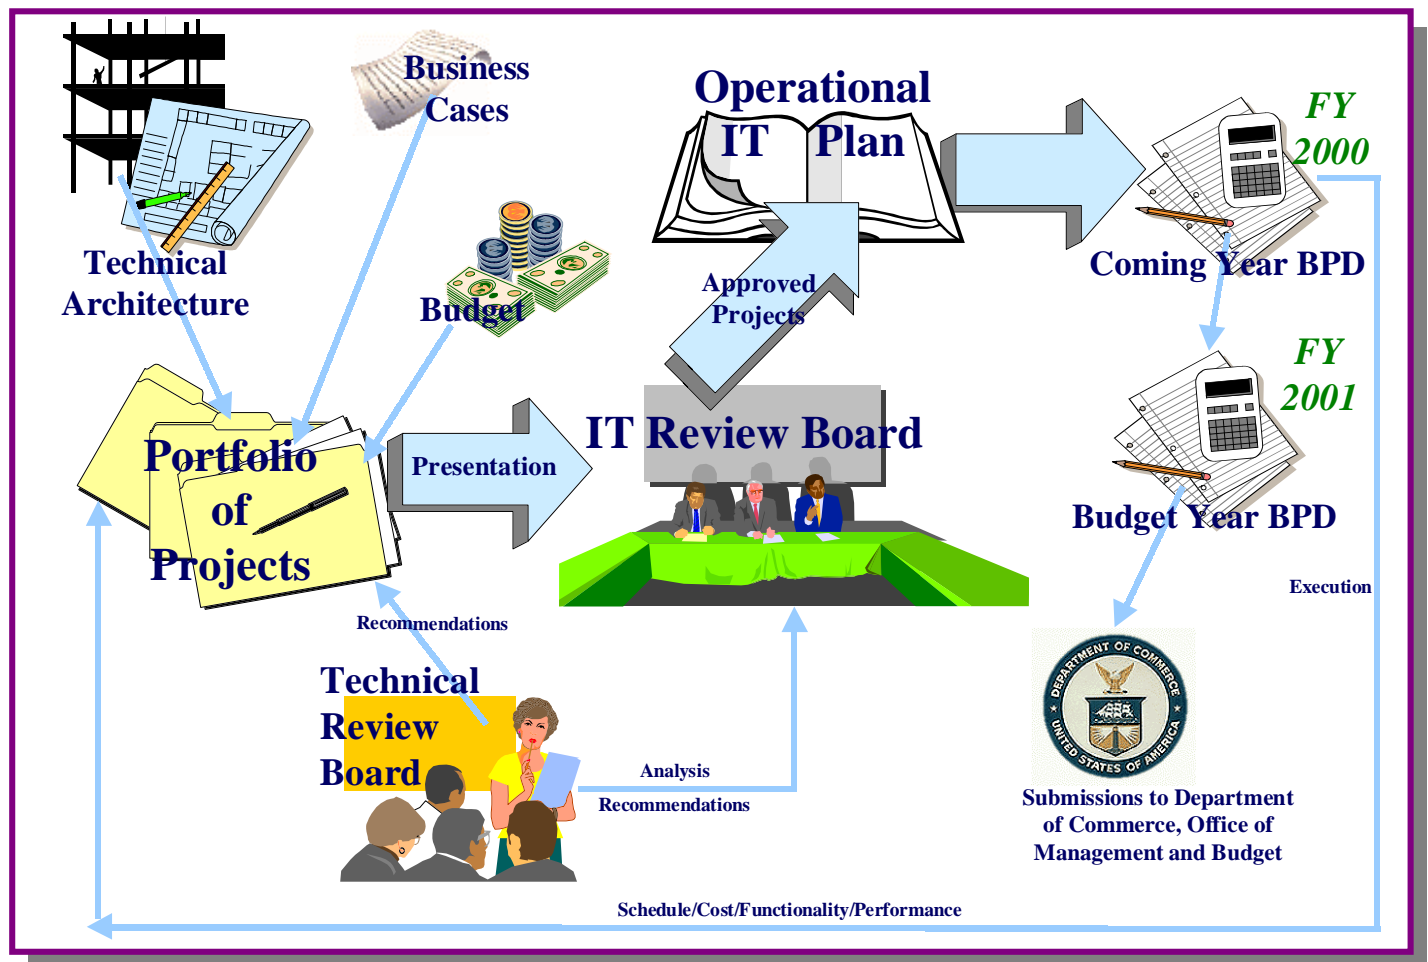 Business
Cases
Operational
IT Plan
FY
2000
Technical
Architecture
Budget
Approved
Projects
Coming Year BPD
FY
2001
Portfolio
of
Projects
Presentation
IT Review Board
Budget Year BPD
Execution
Recommendations
Technical
Review
Board
Analysis
Recommendations
DEPARTMENT OF COMMERCE
UNITED STATES OF AMERICA
Submissions to Department
of Commerce, Office of
Management and Budget
Schedule/Cost/Functionality/Performance